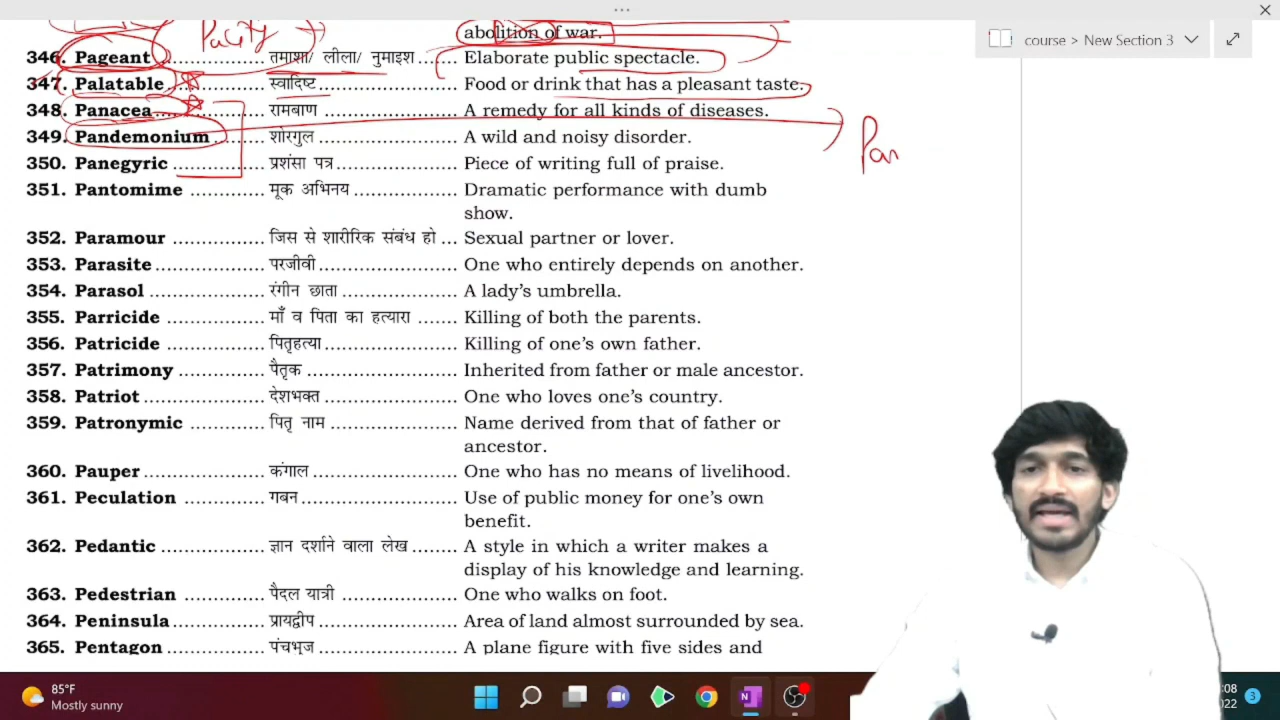 course > New Section 3
Pacity
abolition of war.
346. Pageant ............... तमाशा/ लीला/ नुमाइश ....... Elaborate public spectacle.
347. Palatable ............... स्वादिष्ट ......................... Food or drink that has a pleasant taste.
348. Panacea ................. रामबाण ........................ A remedy for all kinds of diseases.
349. Pandemonium ......... शोरगुल ......................... A wild and noisy disorder.
Pan
350. Panegyric ............... प्रशंसा पत्र ..................... Piece of writing full of praise.
351. Pantomime ............ मूक अभिनय .................. Dramatic performance with dumb
show.
352. Paramour ............... जिस से शारीरिक संबंध हो ... Sexual partner or lover.
353. Parasite .................. परजीवी ........................ One who entirely depends on another.
354. Parasol ................... रंगीन छाता .................... A lady's umbrella.
355. Parricide ................ माँ व पिता का हत्यारा ....... Killing of both the parents.
356. Patricide ................ पितृहत्या ....................... Killing of one's own father.
357. Patrimony .............. पैतृक ........................... Inherited from father or male ancestor.
358. Patriot .................... देशभक्त ........................ One who loves one's country.
359. Patronymic ............ पितृ नाम ...................... Name derived from that of father or
ancestor.
360. Pauper .................... कंगाल .......................... One who has no means of livelihood.
361. Peculation .............. गबन ............................ Use of public money for one's own
benefit.
362. Pedantic ................. ज्ञान दर्शाने वाला लेख ........ A style in which a writer makes a
display of his knowledge and learning.
363. Pedestrian .............. पैदल यात्री .................... One who walks on foot.
364. Peninsula ................ प्रायद्वीप ........................ Area of land almost surrounded by sea.
365. Pentagon ................ पंचभुज ......................... A plane figure with five sides and
85°F
Mostly sunny
:08
2022
3